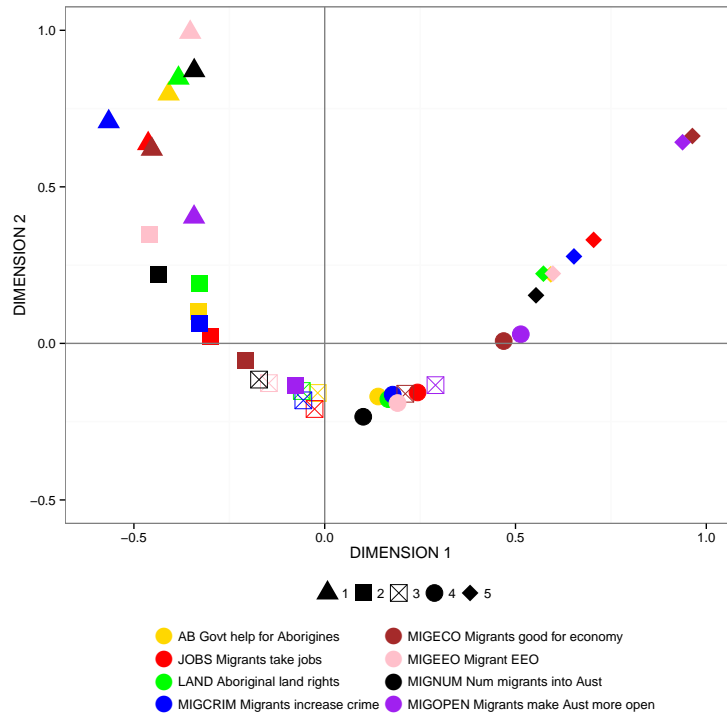 1.0
0.5
0.0
−0.5
DIMENSION 2
−0.5 0.0 0.5 1.0
DIMENSION 1
1 2 3 4 5
AB Govt help for Aborigines MIGECO Migrants good for economy
JOBS Migrants take jobs MIGEEO Migrant EEO
LAND Aboriginal land rights MIGNUM Num migrants into Aust
MIGCRIM Migrants increase crime MIGOPEN Migrants make Aust more open